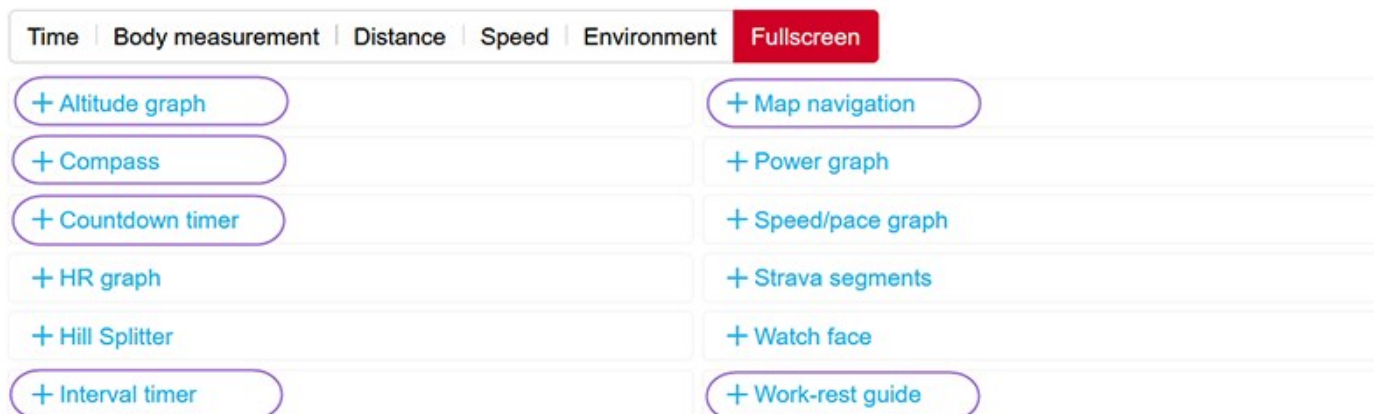 Time Body measurement Distance Speed Environment Fullscreen
+ Altitude graph
+ Compass
+ Countdown timer
+ HR graph
+ Hill Splitter
+ Interval timer
+ Map navigation
+ Power graph
+ Speed/pace graph
+ Strava segments
+ Watch face
+ Work-rest guide